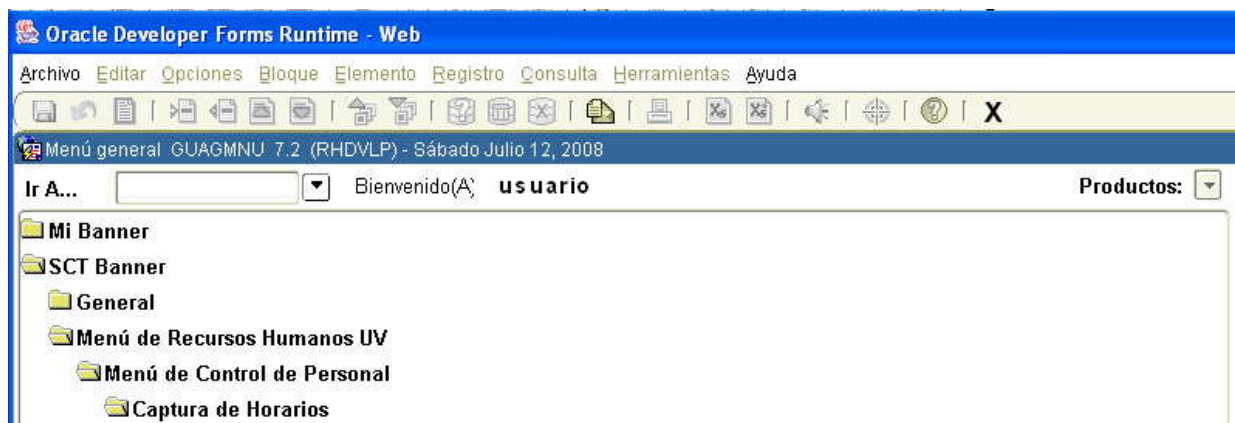 Oracle Developer Forms Runtime - Web
Archivo Editar Opciones Bloque Elemento Registro Consulta Herramientas Ayuda
X
Menú general GUAGMNU 7.2 (RHDVLP) - Sábado Julio 12, 2008
Ir A... Bienvenido(A) usuario Productos:
Mi Banner
SCT Banner
General
Menú de Recursos Humanos UV
Menú de Control de Personal
Captura de Horarios